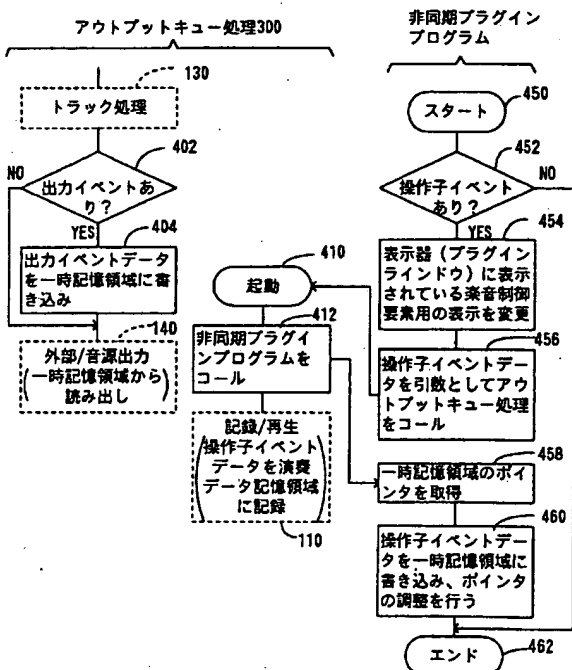 アウトプットキュー処理300
130
トラック処理
402
NO
出力イベントあ
り?
YES
404
出力イベントデータ
を一時記憶領域に書
き込み
140
外部/音源出力
(一時記憶領域から
読み出し)
410
起動
412
非同期プラグイ
ンプログラムを
コール
記録/再生
(操作子イベント
データを演奏
データ記憶領域
に記録)
110
非同期プラグイン
プログラム
450
スタート
452
NO
操作子イベント
あり?
YES
454
表示器(プラグイン
ラインドウ)に表示
されている楽音制御
要素用の表示を変更
456
操作子イベントデー
タを引数としてアウ
トプットキュー処理
をコール
458
一時記憶領域のポイ
ンタを取得
460
操作子イベントデー
タを一時記憶領域に
書き込み、ポインタ
の調整を行う
エンド
462